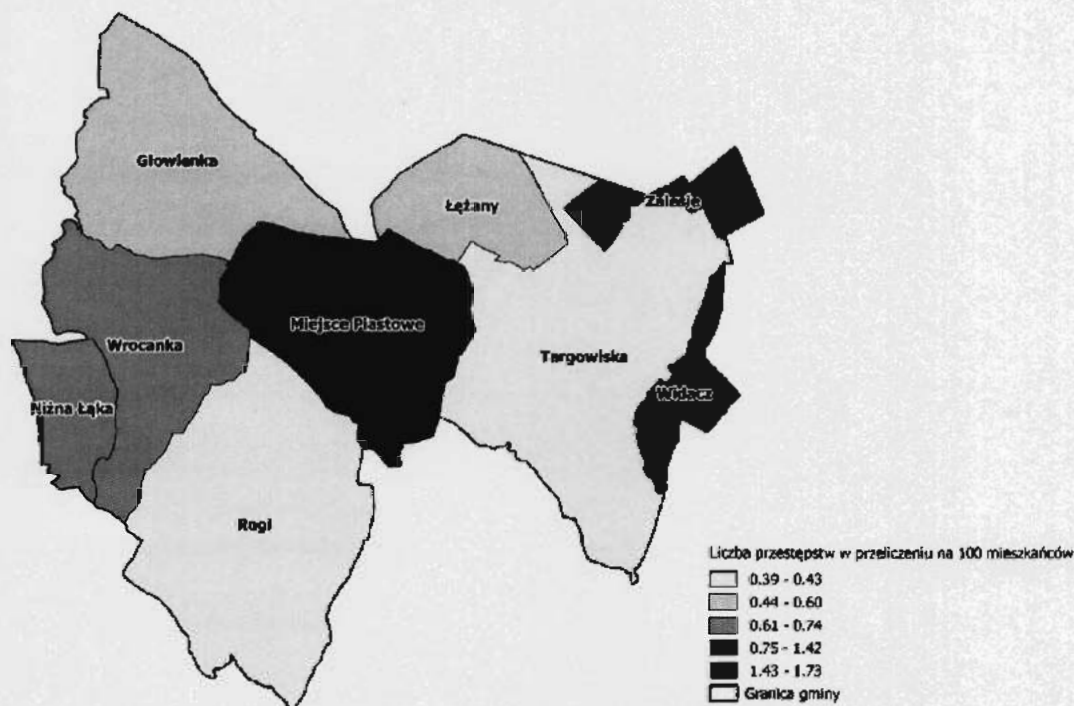 Głowienka
Łężany
Zalesie
Miejsce Piastowe
Wrocanka
Targowiska
Widacz
Niżna Łąka
Rogi
Liczba przestępstw w przeliczeniu na 100 mieszkańców
0.39 - 0.43
0.44 - 0.60
0.61 - 0.74
0.75 - 1.42
1.43 - 1.73
Granica gminy